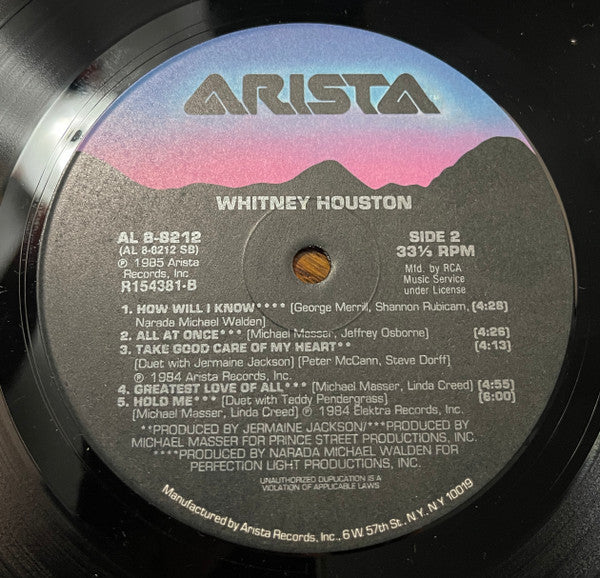 ARISTA
WHITNEY HOUSTON
AL 8-8212
(AL 8-8212 SB)
℗ 1985 Arista
Records, Inc
R154381-B
SIDE 2
33⅓ RPM
Mfd. by RCA
Music Service
under License
1. HOW WILL I KNOW**** (George Merrill, Shannon Rubicam, (4:28)
Narada Michael Walden)
2. ALL AT ONCE*** (Michael Masser, Jeffrey Osborne) (4:26)
3. TAKE GOOD CARE OF MY HEART** (4:13)
(Duet with Jermaine Jackson) (Peter McCann, Steve Dorff)
℗ 1984 Arista Records, Inc.
4. GREATEST LOVE OF ALL*** (Michael Masser, Linda Creed) (4:55)
5. HOLD ME*** (Duet with Teddy Pendergrass) (6:00)
(Michael Masser, Linda Creed) ℗ 1984 Elektra Records, Inc.
**PRODUCED BY JERMAINE JACKSON/***PRODUCED BY
MICHAEL MASSER FOR PRINCE STREET PRODUCTIONS, INC.
****PRODUCED BY NARADA MICHAEL WALDEN FOR
PERFECTION LIGHT PRODUCTIONS, INC.
UNAUTHORIZED DUPLICATION IS A
VIOLATION OF APPLICABLE LAWS
Manufactured by Arista Records, Inc., 6 W. 57th St., N.Y. N.Y. 10019